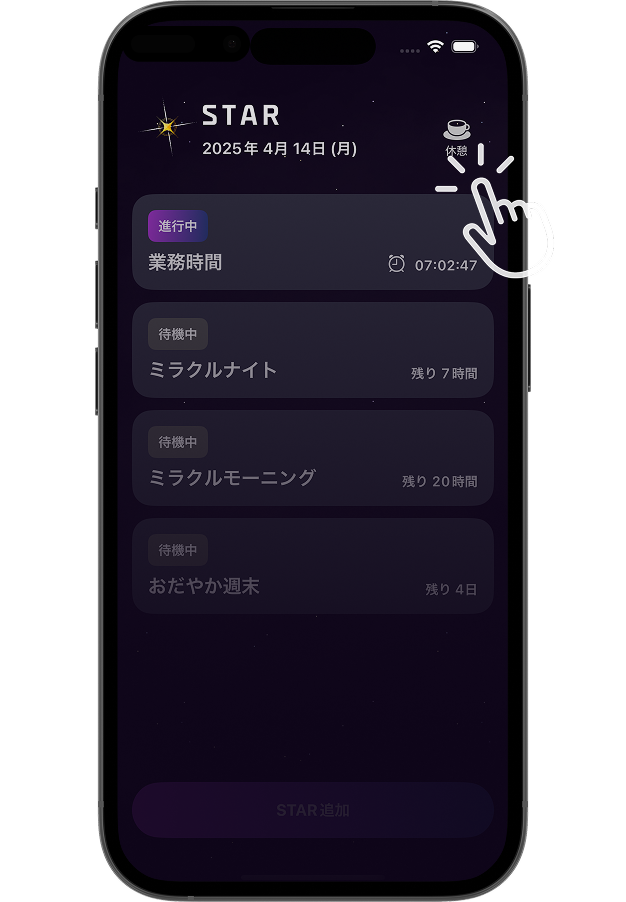 STAR
2025年 4月 14日 (月)
休憩
進行中
業務時間
07:02:47
待機中
ミラクルナイト
残り 7時間
待機中
ミラクルモーニング
残り 20時間
待機中
おだやか週末
残り 4日
STAR追加